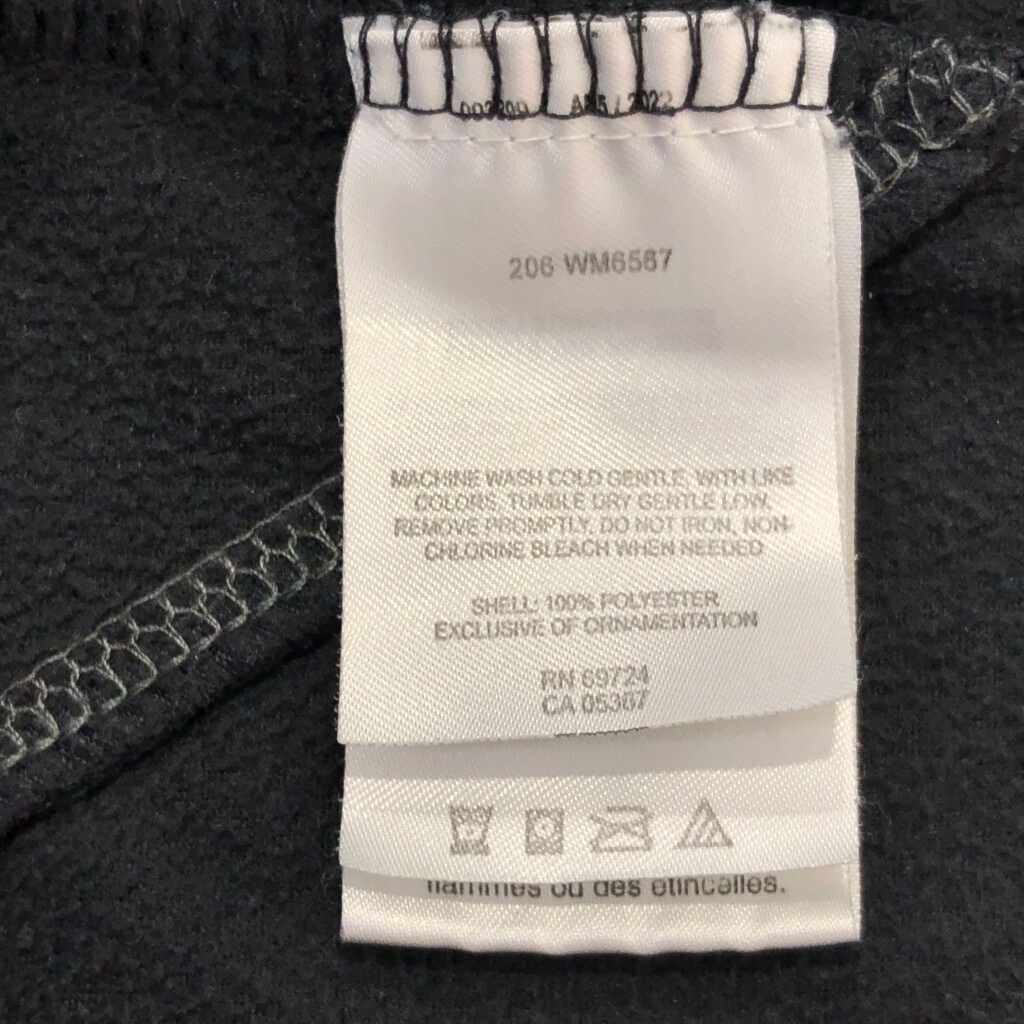 / 2022
206 WM6587
MACHINE WASH COLD GENTLE, WITH LIKE
COLORS, TUMBLE DRY GENTLE LOW,
REMOVE PROMPTLY, DO NOT IRON, NON-
CHLORINE BLEACH WHEN NEEDED
SHELL: 100% POLYESTER
EXCLUSIVE OF ORNAMENTATION
RN 69724
CA 05367
flammes ou des étincelles.